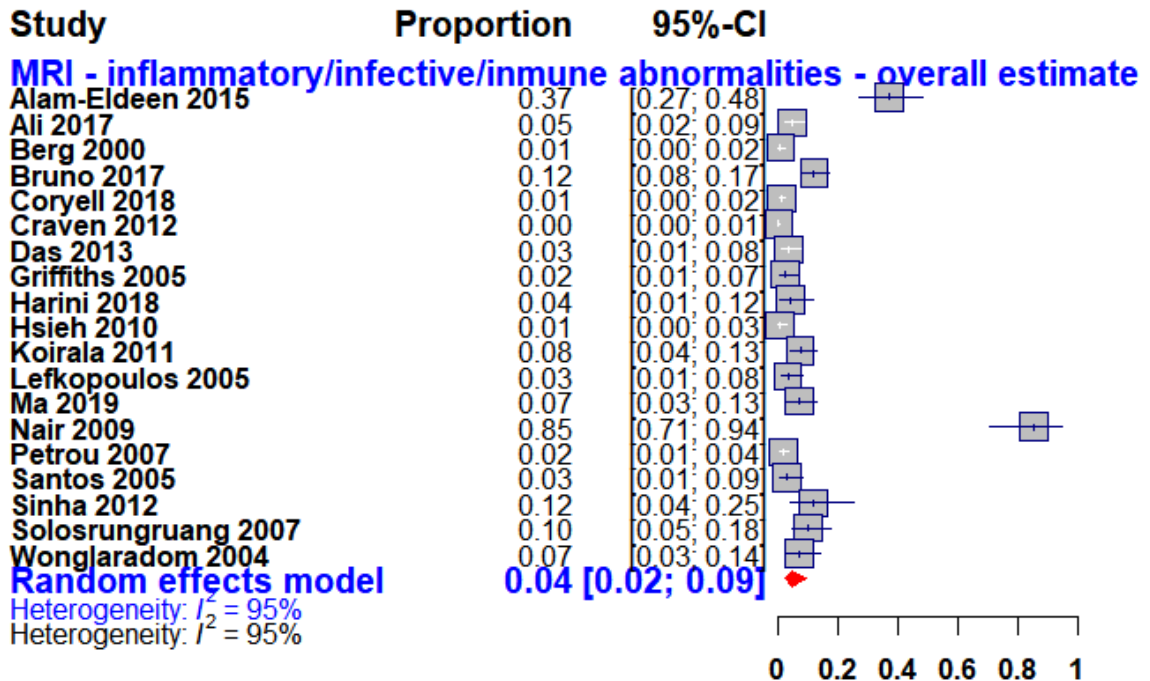 Study Proportion 95%-CI
MRI - inflammatory/infective/inmune abnormalities - overall estimate
Alam-Eldeen 2015 0.37 [0.27; 0.48]
Ali 2017 0.05 [0.02; 0.09]
Berg 2000 0.01 [0.00; 0.02]
Bruno 2017 0.12 [0.08; 0.17]
Coryell 2018 0.01 [0.00; 0.02]
Craven 2012 0.00 [0.00; 0.01]
Das 2013 0.03 [0.01; 0.08]
Griffiths 2005 0.02 [0.01; 0.07]
Harini 2018 0.04 [0.01; 0.12]
Hsieh 2010 0.01 [0.00; 0.03]
Koirala 2011 0.08 [0.04; 0.13]
Lefkopoulos 2005 0.03 [0.01; 0.08]
Ma 2019 0.07 [0.03; 0.13]
Nair 2009 0.85 [0.71; 0.94]
Petrou 2007 0.02 [0.01; 0.04]
Santos 2005 0.03 [0.01; 0.09]
Sinha 2012 0.12 [0.04; 0.25]
Solosrungruang 2007 0.10 [0.05; 0.18]
Wonglaradom 2004 0.07 [0.03; 0.14]
Random effects model 0.04 [0.02; 0.09]
Heterogeneity: I² = 95%
Heterogeneity: I² = 95%
0 0.2 0.4 0.6 0.8 1